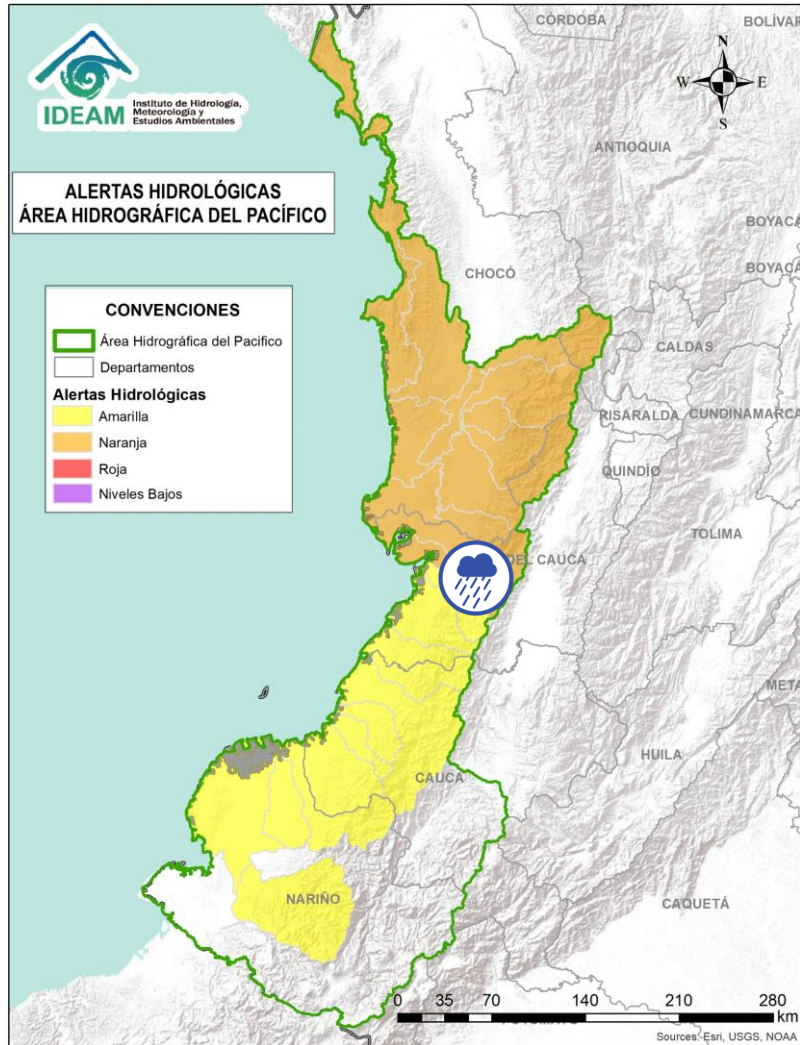 IDEAM
Instituto de Hidrología,
Meteorología y
Estudios Ambientales
ALERTAS HIDROLÓGICAS
ÁREA HIDROGRÁFICA DEL PACÍFICO
CONVENCIONES
Área Hidrográfica del Pacifico
Departamentos
Alertas Hidrológicas
Amarilla
Naranja
Roja
Niveles Bajos
CÓRDOBA
BOLÍVAR
N
W E
S
ANTIOQUIA
BOYACÁ
BOYACÁ
CHOCÓ
CALDAS
RISARALDA
CUNDINAMARCA
QUINDÍO
TOLIMA
DEL CAUCA
META
HUILA
CAUCA
NARIÑO
CAQUETÁ
0 35 70 140 210 280
km
Sources: Esri, USGS, NOAA